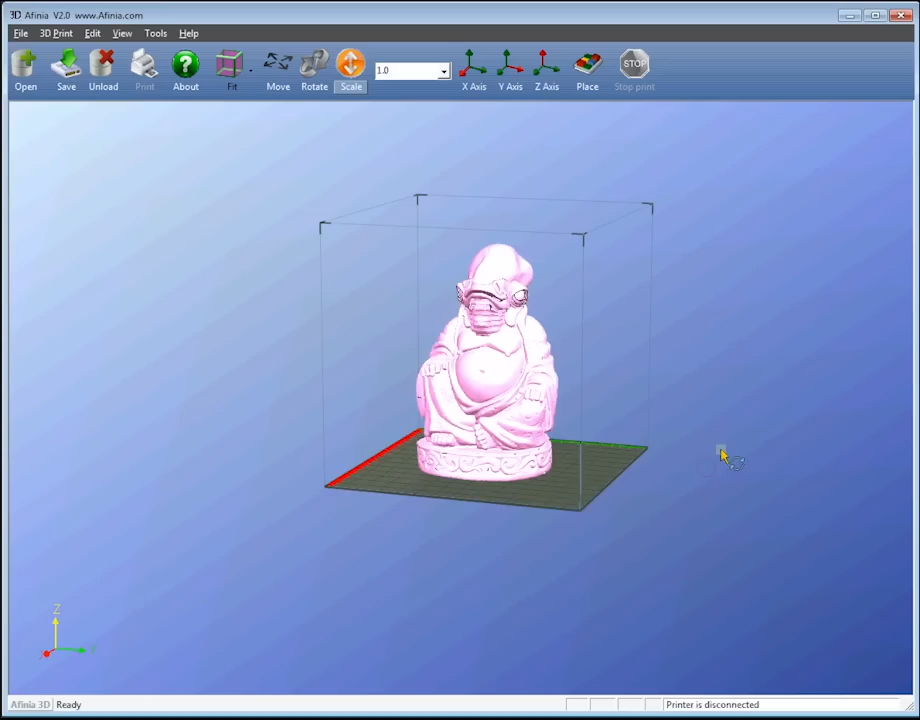 3D Afinia V2.0 www.Afinia.com
File 3D Print Edit View Tools Help
1.0
STOP
Open Save Unload Print About Fit Move Rotate Scale X Axis Y Axis Z Axis Place Stop print
Z
Afinia 3D Ready Printer is disconnected